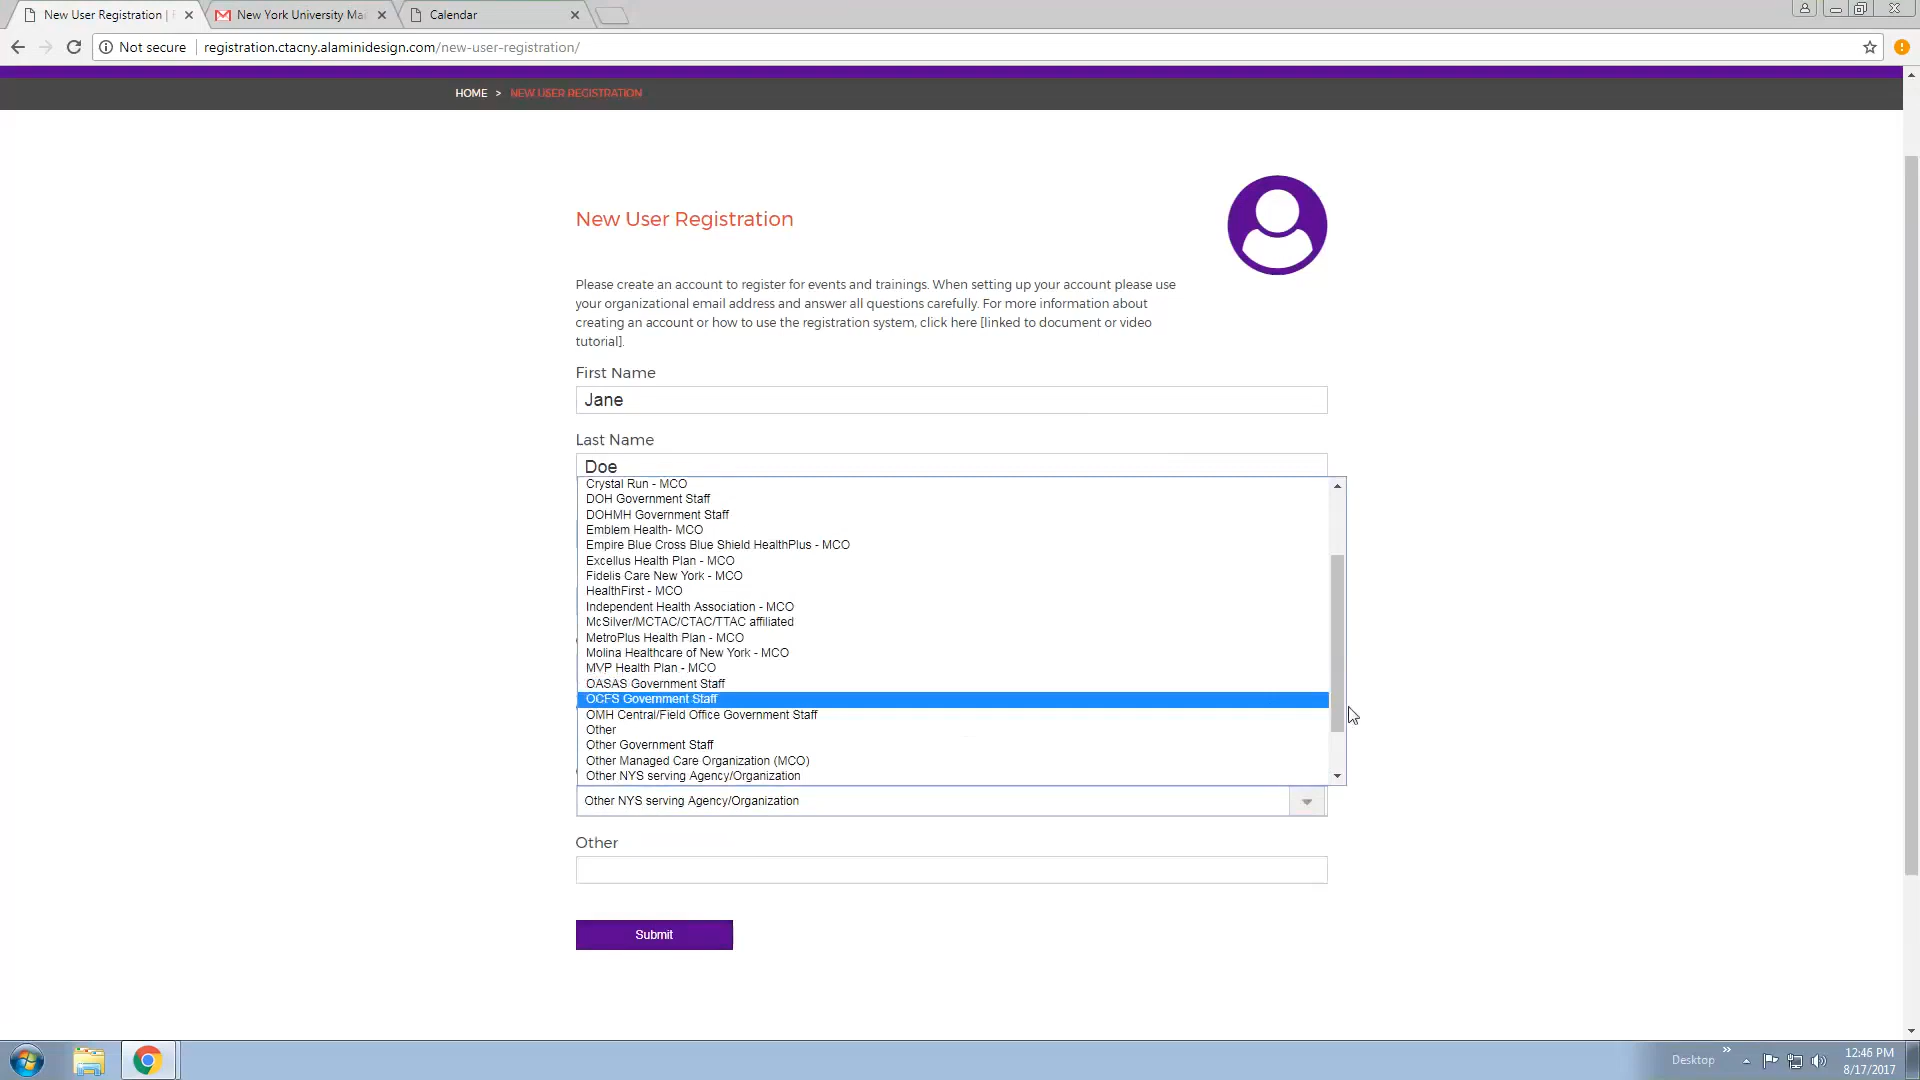 New User Registration |
New York University Ma
Calendar
Not secure
registration.ctacny.alaminidesign.com/new-user-registration/
HOME > NEW USER REGISTRATION
New User Registration
Please create an account to register for events and trainings. When setting up your account please use
your organizational email address and answer all questions carefully. For more information about
creating an account or how to use the registration system, click here [linked to document or video
tutorial].
First Name
Jane
Last Name
Doe
Crystal Run - MCO
DOH Government Staff
DOHMH Government Staff
Emblem Health- MCO
Empire Blue Cross Blue Shield HealthPlus - MCO
Excellus Health Plan - MCO
Fidelis Care New York - MCO
HealthFirst - MCO
Independent Health Association - MCO
McSilver/MCTAC/CTAC/TTAC affiliated
MetroPlus Health Plan - MCO
Molina Healthcare of New York - MCO
MVP Health Plan - MCO
OASAS Government Staff
OCFS Government Staff
OMH Central/Field Office Government Staff
Other
Other Government Staff
Other Managed Care Organization (MCO)
Other NYS serving Agency/Organization
Other NYS serving Agency/Organization
Other
Submit
Desktop
12:46 PM
8/17/2017